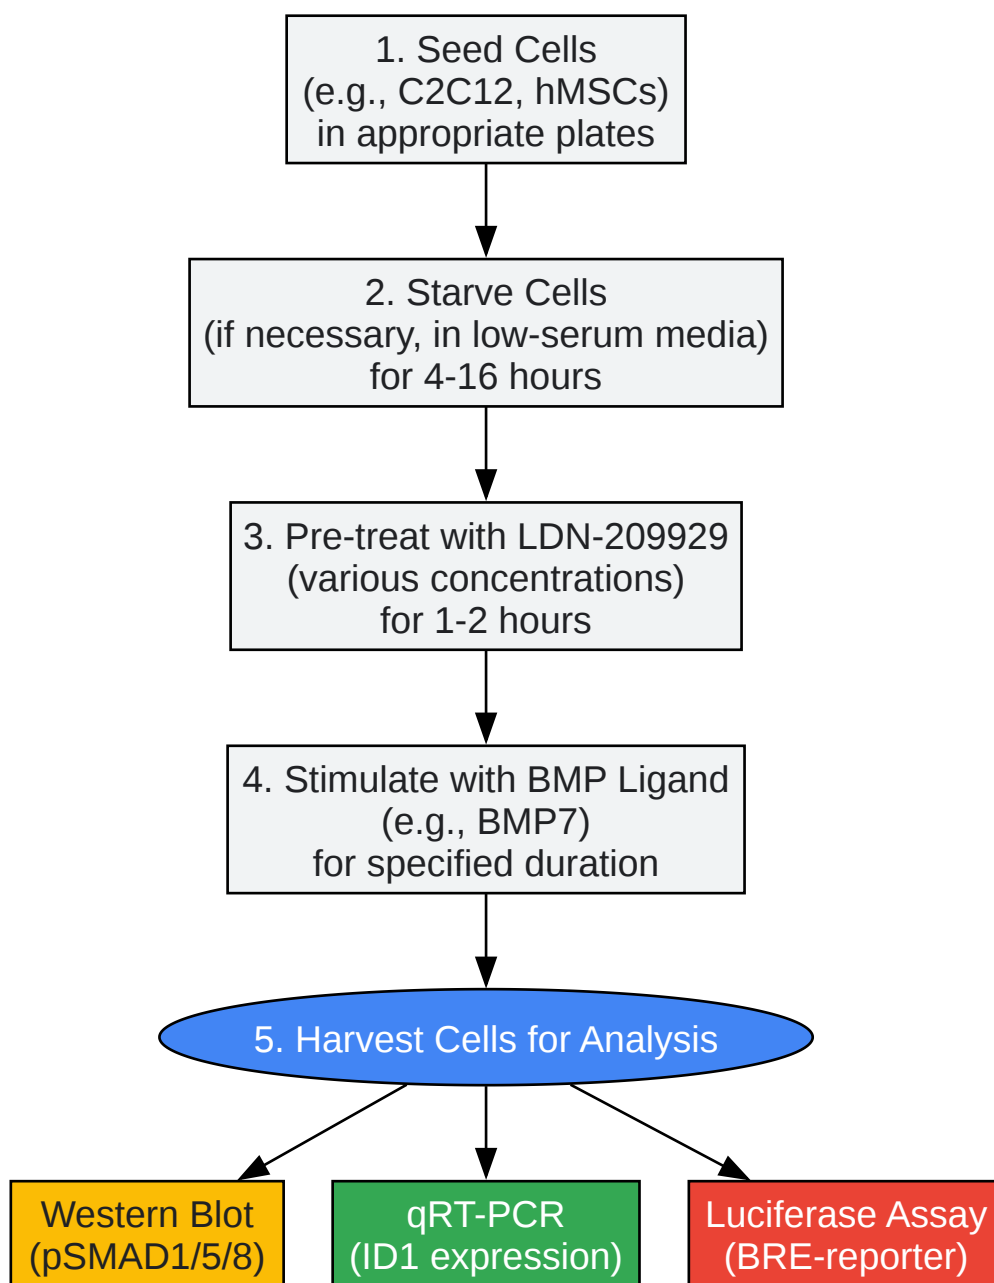 1. Seed Cells
(e.g., C2C12, hMSCs)
in appropriate plates
2. Starve Cells
(if necessary, in low-serum media)
for 4-16 hours
3. Pre-treat with LDN-209929
(various concentrations)
for 1-2 hours
4. Stimulate with BMP Ligand
(e.g., BMP7)
for specified duration
5. Harvest Cells for Analysis
Western Blot
(pSMAD1/5/8)
qRT-PCR
(ID1 expression)
Luciferase Assay
(BRE-reporter)